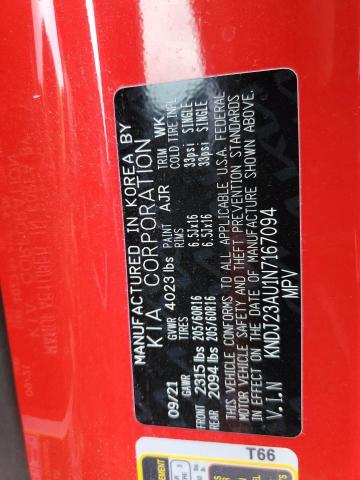 MANUFACTURED IN KOREA BY
KIA CORPORATION
09/21 GVWR 4023 lbs PAINT AJR TRIM WK
GAWR TIRES RIMS COLD TIRE INFL
FRONT 2315 lbs 205/60R16 6.5Jx16 33psi SINGLE
REAR 2094 lbs 205/60R16 6.5Jx16 33psi SINGLE
THIS VEHICLE CONFORMS TO ALL APPLICABLE U.S.A. FEDERAL
MOTOR VEHICLE SAFETY AND THEFT PREVENTION STANDARDS
IN EFFECT ON THE DATE OF MANUFACTURE SHOWN ABOVE.
V.I.N KNDJ23AU1N7167094
MPV
T66